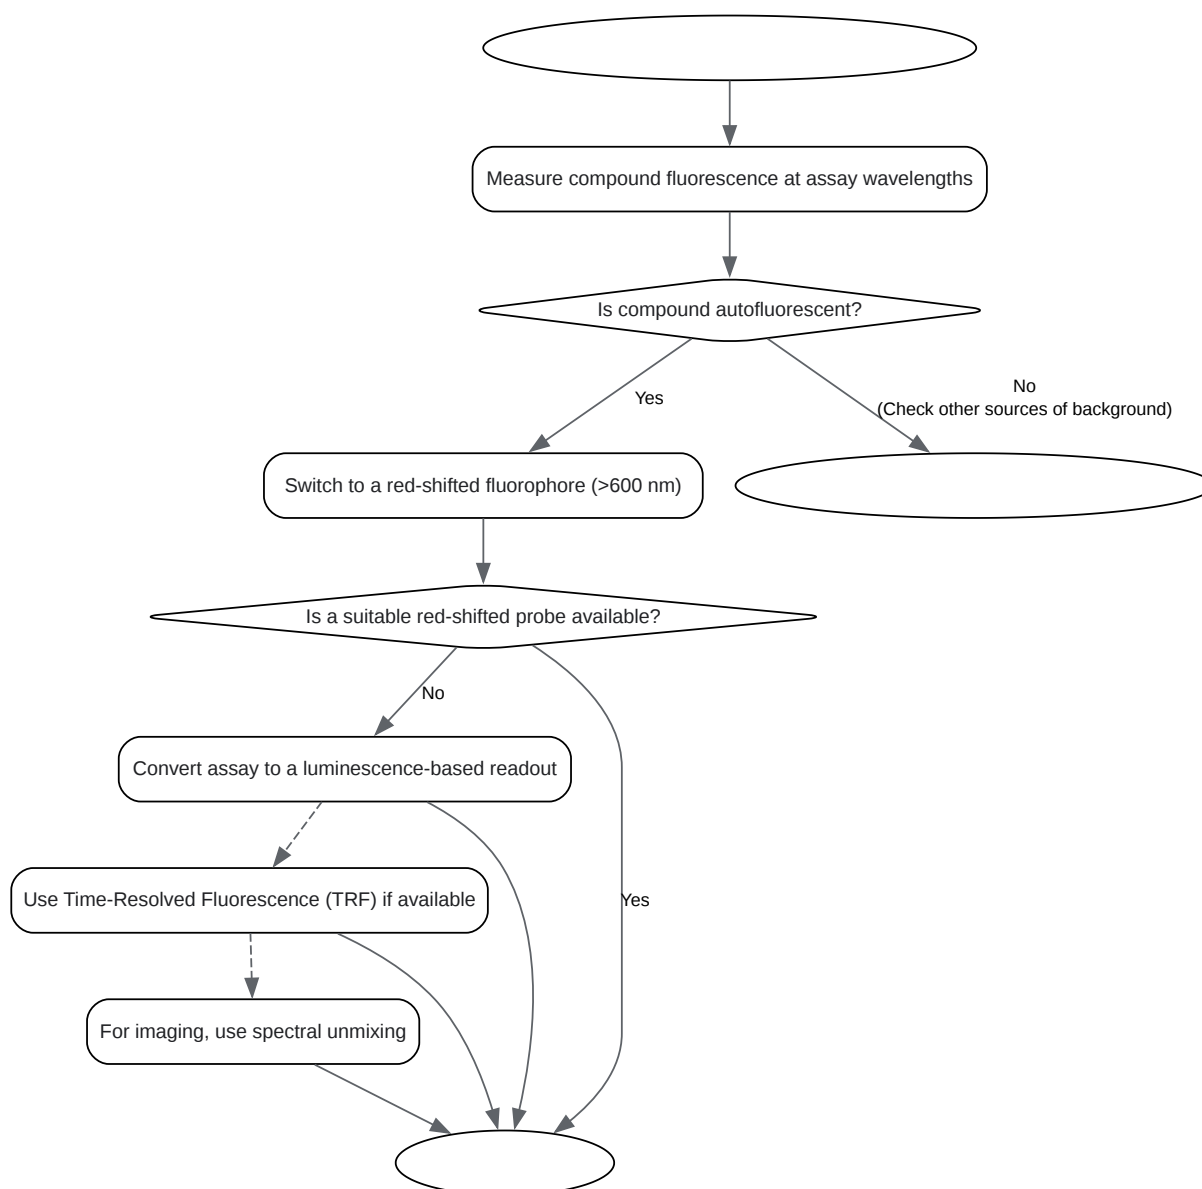 Measure compound fluorescence at assay wavelengths
Is compound autofluorescent?
Yes
No
(Check other sources of background)
Switch to a red-shifted fluorophore (>600 nm)
Is a suitable red-shifted probe available?
No
Convert assay to a luminescence-based readout
Use Time-Resolved Fluorescence (TRF) if available
Yes
For imaging, use spectral unmixing